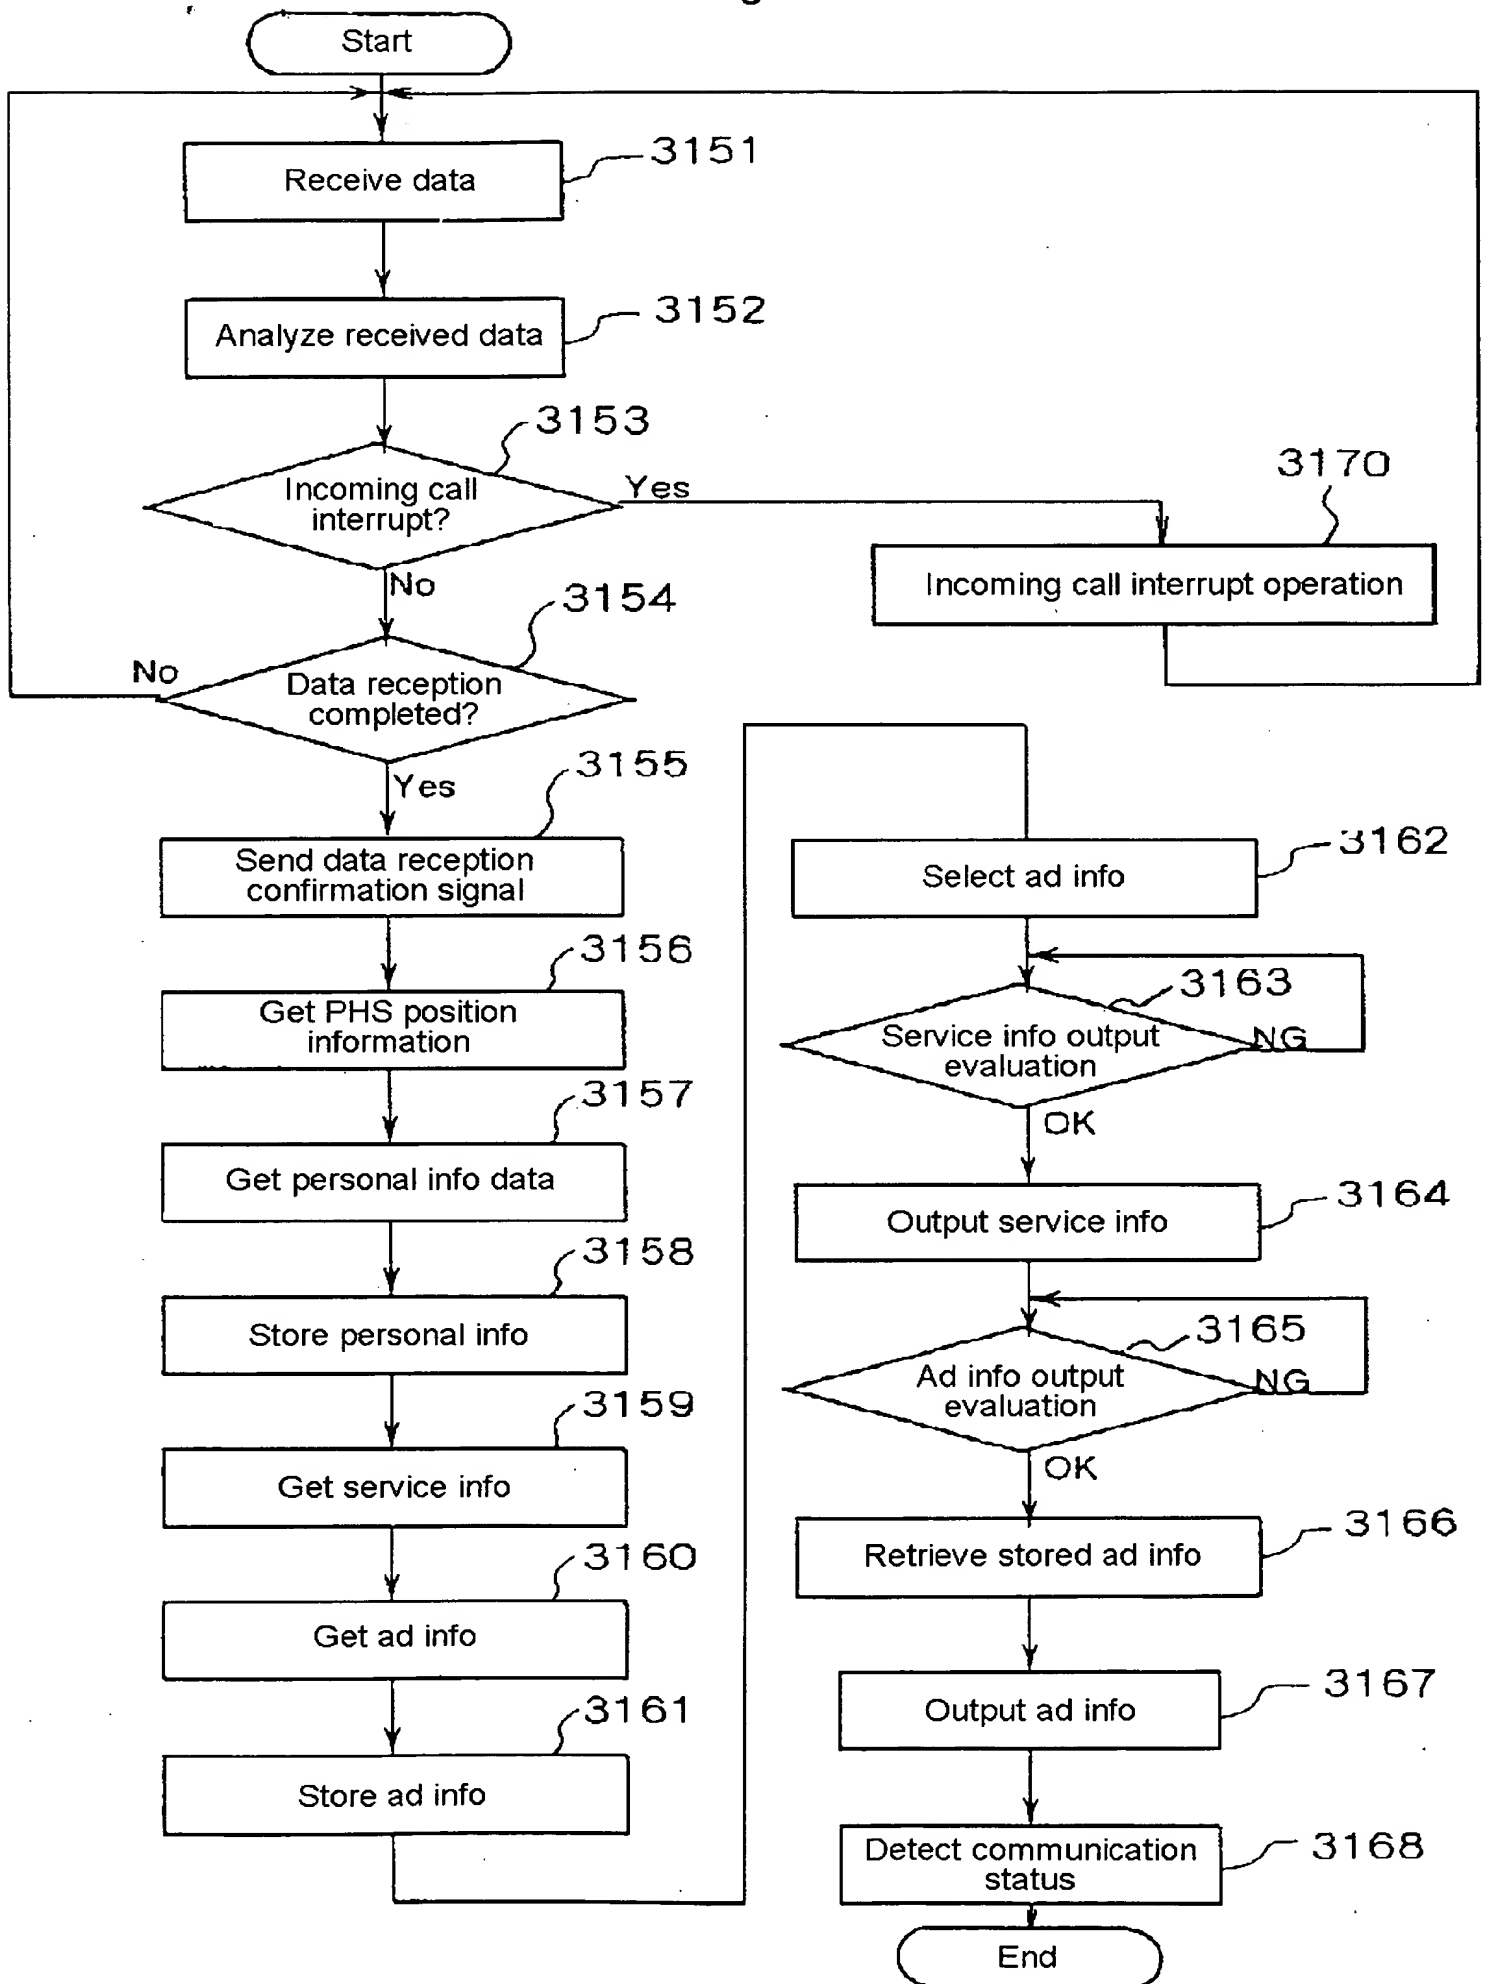 Start
3151
Receive data
3152
Analyze received data
3153
Incoming call
interrupt?
Yes
3170
Incoming call interrupt operation
No
3154
No
Data reception
completed?
Yes
3155
Send data reception
confirmation signal
3156
Get PHS position
information
3157
Get personal info data
3158
Store personal info
3159
Get service info
3160
Get ad info
3161
Store ad info
3162
Select ad info
3163
Service info output
evaluation
NG
OK
3164
Output service info
3165
Ad info output
evaluation
NG
OK
3166
Retrieve stored ad info
3167
Output ad info
3168
Detect communication
status
End